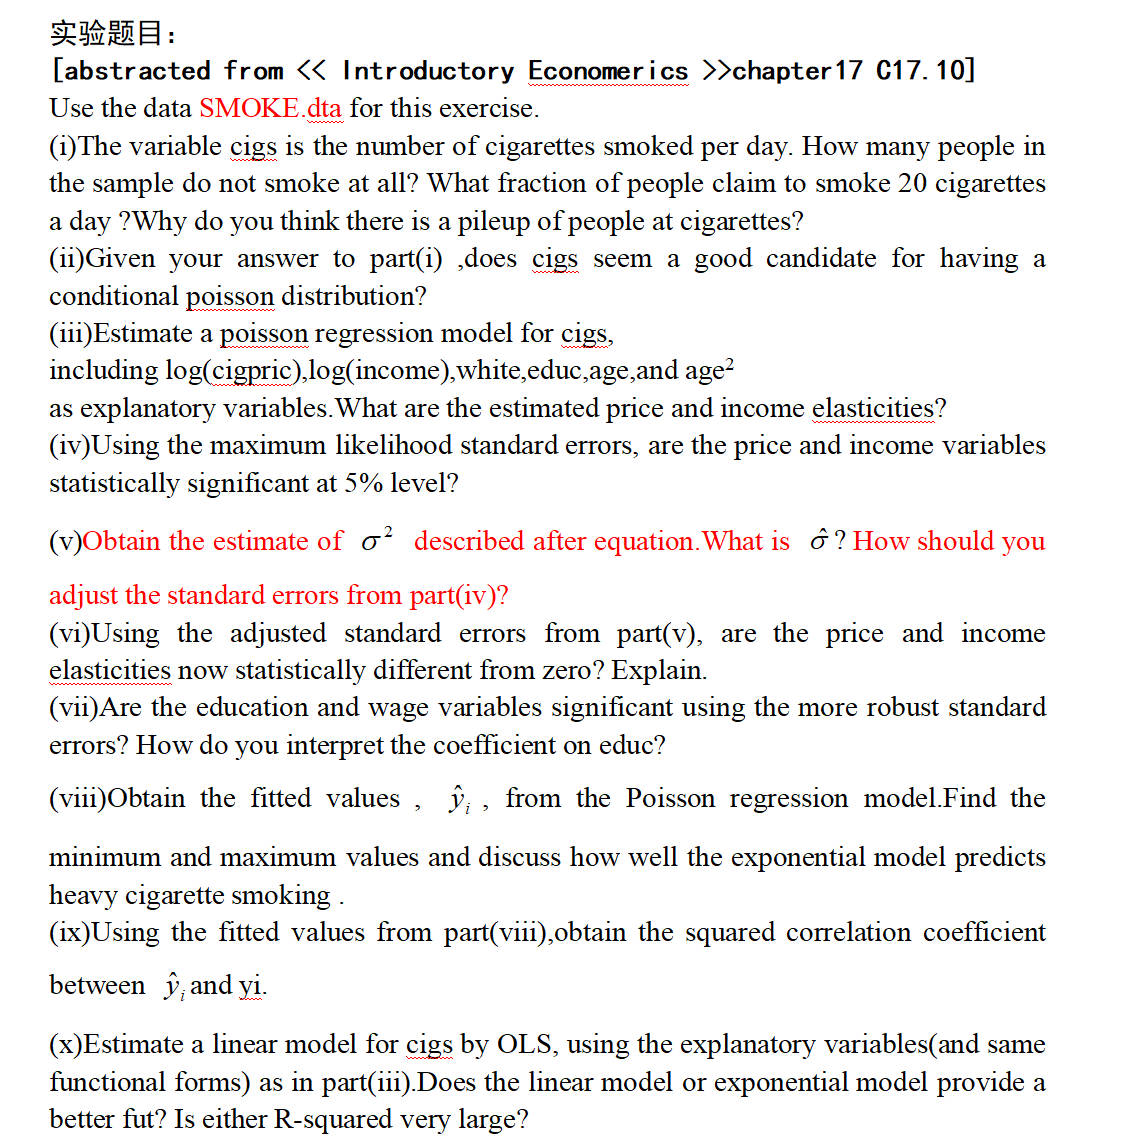 实验题目：
[abstracted from << Introductory Economerics >>chapter17 C17.10]
Use the data SMOKE.dta for this exercise.
(i)The variable cigs is the number of cigarettes smoked per day. How many people in
the sample do not smoke at all? What fraction of people claim to smoke 20 cigarettes
a day ?Why do you think there is a pileup of people at cigarettes?
(ii)Given your answer to part(i) ,does cigs seem a good candidate for having a
conditional poisson distribution?
(iii)Estimate a poisson regression model for cigs,
including log(cigpric),log(income),white,educ,age,and age²
as explanatory variables.What are the estimated price and income elasticities?
(iv)Using the maximum likelihood standard errors, are the price and income variables
statistically significant at 5% level?
(v)Obtain the estimate of σ² described after equation.What is σ̂ ? How should you
adjust the standard errors from part(iv)?
(vi)Using the adjusted standard errors from part(v), are the price and income
elasticities now statistically different from zero? Explain.
(vii)Are the education and wage variables significant using the more robust standard
errors? How do you interpret the coefficient on educ?
(viii)Obtain the fitted values , ŷᵢ , from the Poisson regression model.Find the
minimum and maximum values and discuss how well the exponential model predicts
heavy cigarette smoking .
(ix)Using the fitted values from part(viii),obtain the squared correlation coefficient
between ŷᵢ and yi.
(x)Estimate a linear model for cigs by OLS, using the explanatory variables(and same
functional forms) as in part(iii).Does the linear model or exponential model provide a
better fut? Is either R-squared very large?